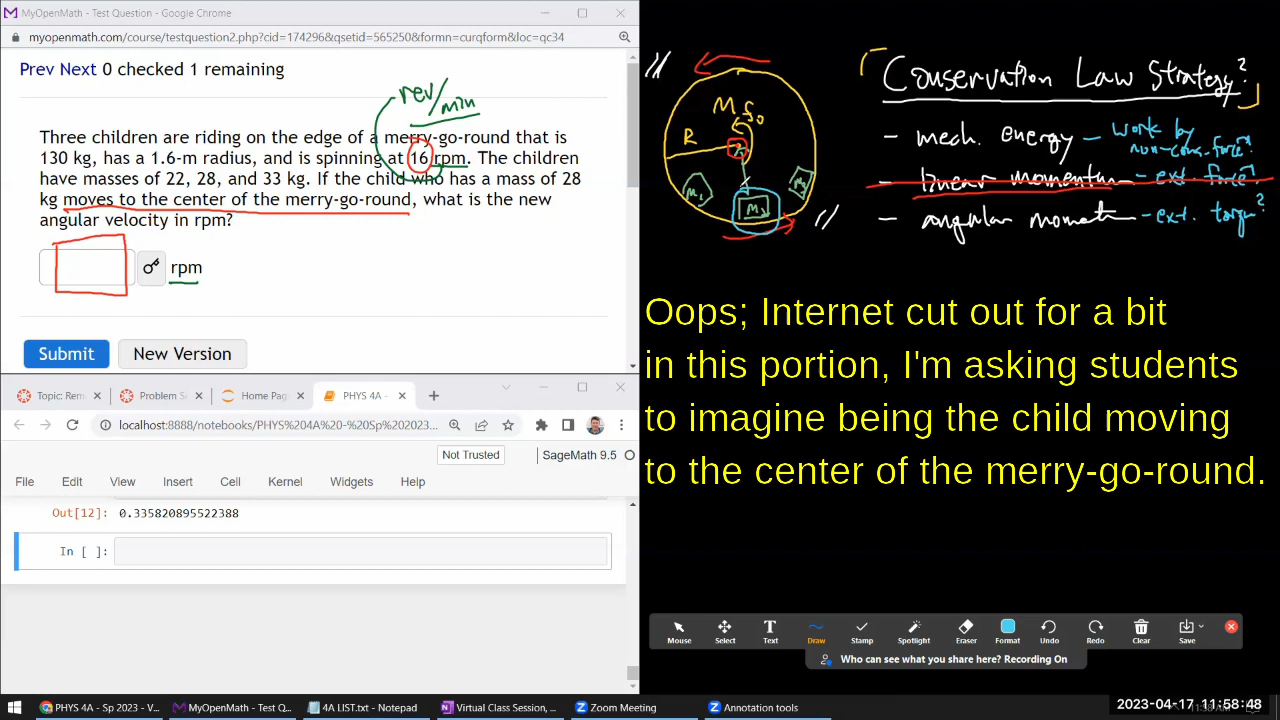 MyOpenMath - Test Question - Google Chrome
myopenmath.com/course/testquestion2.php?cid=174296&qsetid=565250&formn=curqform&loc=qc34
Prev Next 0 checked 1 remaining
rev/min
Three children are riding on the edge of a merry-go-round that is
130 kg, has a 1.6-m radius, and is spinning at 16 rpm. The children
have masses of 22, 28, and 33 kg. If the child who has a mass of 28
kg moves to the center of the merry-go-round, what is the new
angular velocity in rpm?
rpm
Submit New Version
Topic: Rem
Problem S
Home Page
PHYS 4A -
localhost:8888/notebooks/PHYS%204A%20-%20Sp%202023
Not Trusted
SageMath 9.5
File Edit View Insert Cell Kernel Widgets Help
Out[12]: 0.335820895522388
In [ ]:
M f₀
R
M₁
Conservation Law Strategy?
- mech. energy - work by
non-cons. force?
- linear momentum - ext. force?
- angular moment - ext. torque?
Oops; Internet cut out for a bit
in this portion, I'm asking students
to imagine being the child moving
to the center of the merry-go-round.
Mouse Select Text Draw Stamp Spotlight Eraser Format Undo Redo Clear Save
Who can see what you share here? Recording On
PHYS 4A - Sp 2023 - V...
MyOpenMath - Test Qu...
4A LIST.txt - Notepad
Virtual Class Session, ...
Zoom Meeting
Annotation tools
2023-04-17 11:58:48